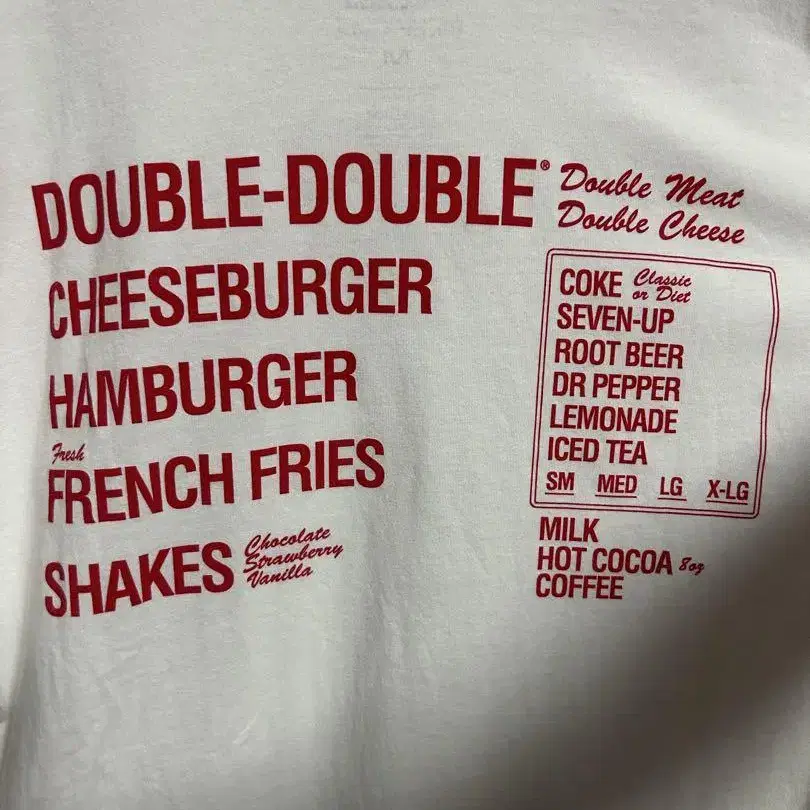 DOUBLE-DOUBLE® Double Meat
Double Cheese
CHEESEBURGER
HAMBURGER
Fresh
FRENCH FRIES
SHAKES Chocolate
Strawberry
Vanilla
COKE Classic
or Diet
SEVEN-UP
ROOT BEER
DR PEPPER
LEMONADE
ICED TEA
SM MED LG X-LG
MILK
HOT COCOA 8oz
COFFEE